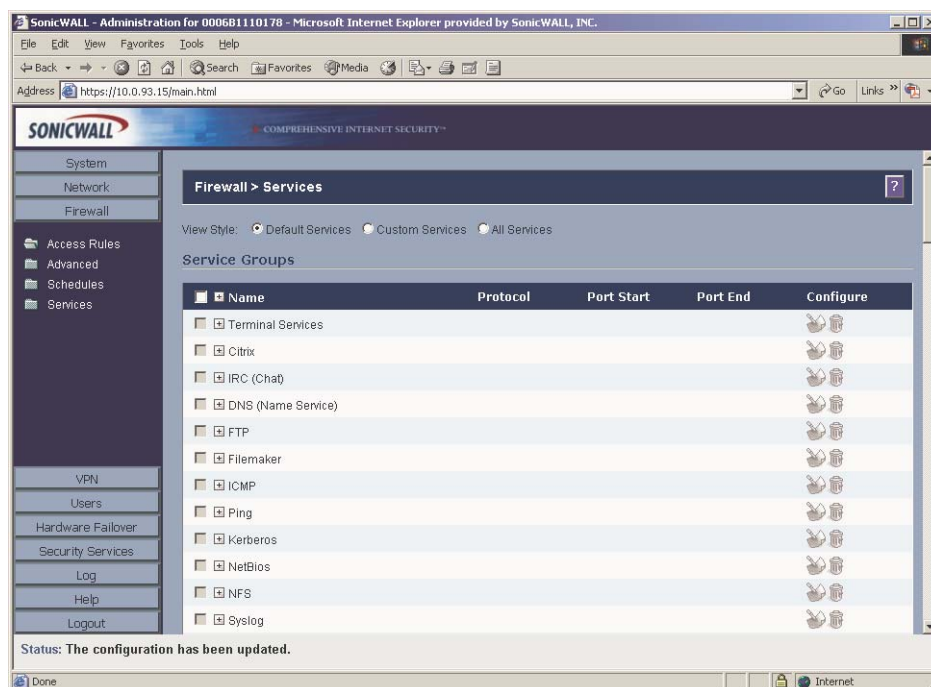 SonicWALL - Administration for 0006B1110178 - Microsoft Internet Explorer provided by SonicWALL, INC.
File Edit View Favorites Tools Help
Back Search Favorites Media
Address https://10.0.93.15/main.html Go Links »
SONICWALL COMPREHENSIVE INTERNET SECURITY™
System
Network
Firewall
Access Rules
Advanced
Schedules
Services
VPN
Users
Hardware Failover
Security Services
Log
Help
Logout
Firewall > Services ?
View Style: Default Services Custom Services All Services
Service Groups
Name Protocol Port Start Port End Configure
Terminal Services
Citrix
IRC (Chat)
DNS (Name Service)
FTP
Filemaker
ICMP
Ping
Kerberos
NetBios
NFS
Syslog
Status: The configuration has been updated.
Done Internet